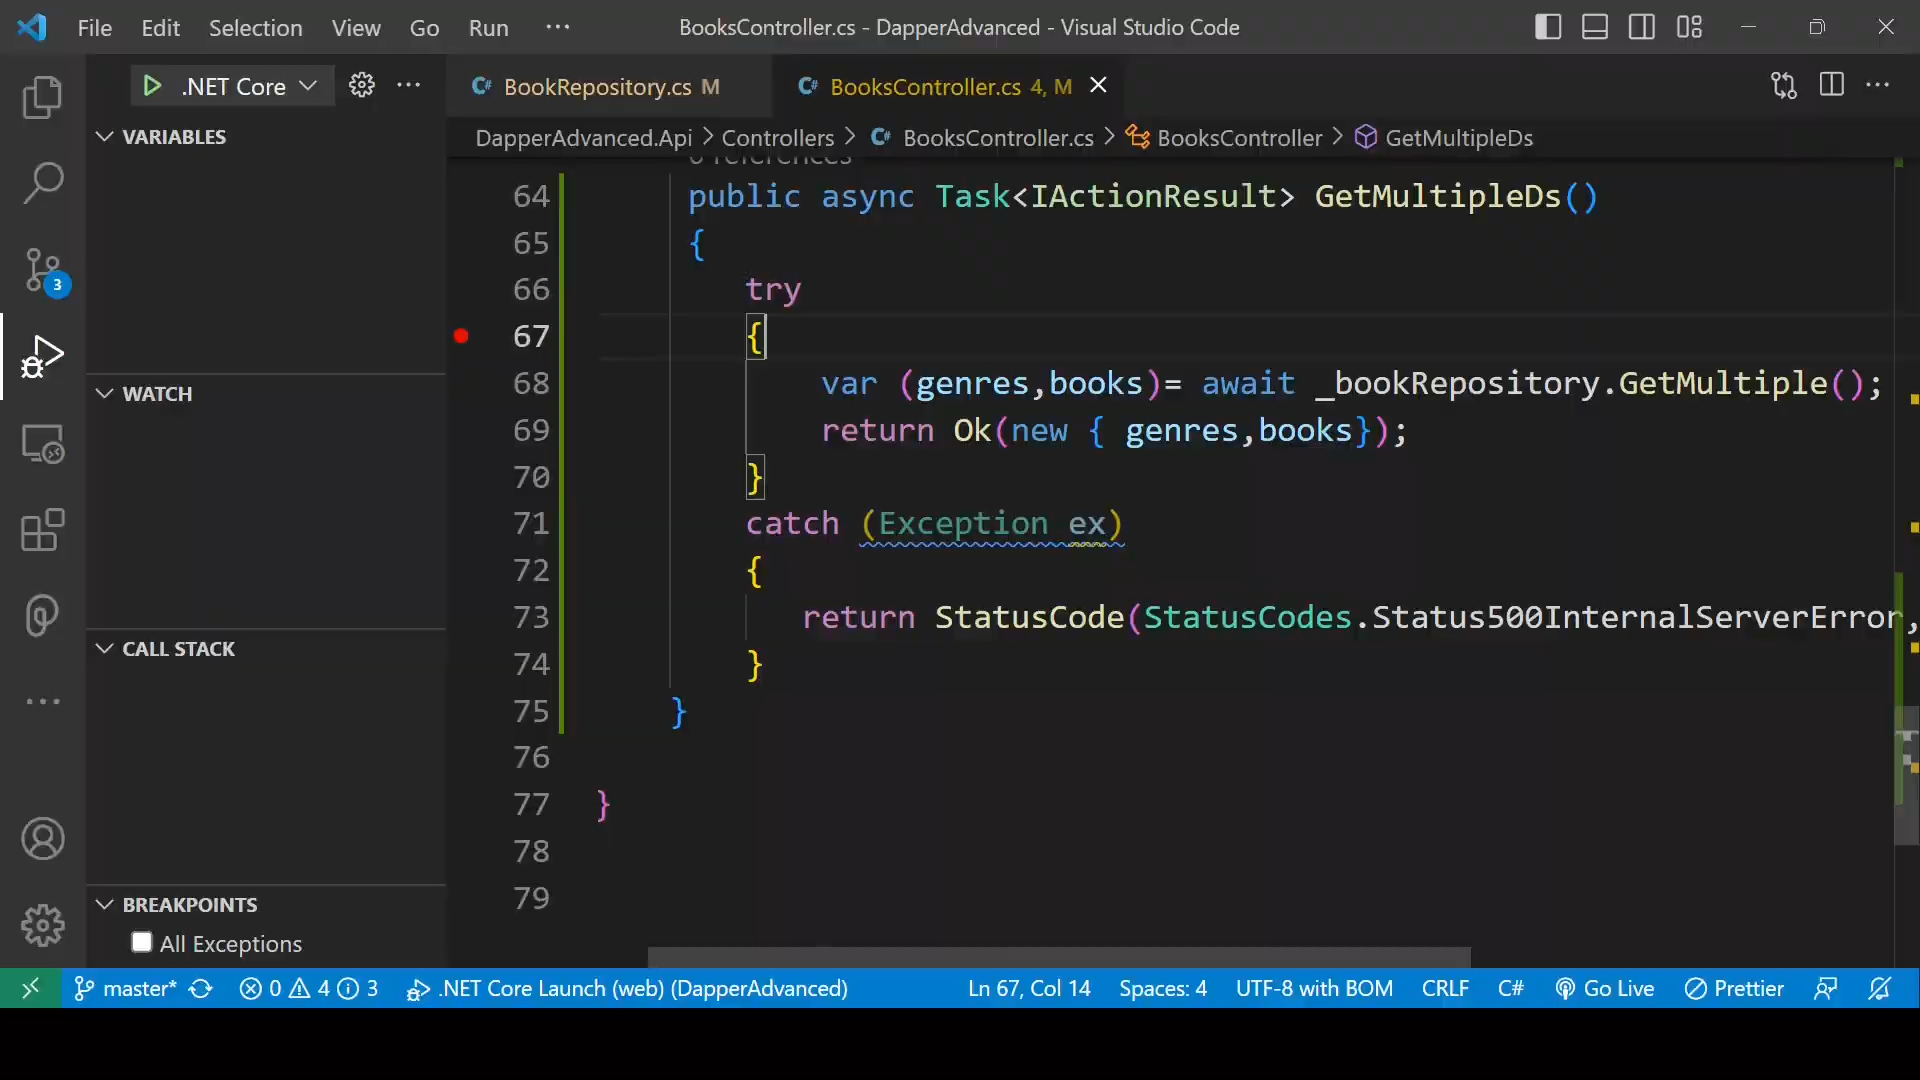 File Edit Selection View Go Run ··· BooksController.cs - DapperAdvanced - Visual Studio Code
.NET Core ···
C# BookRepository.cs M C# BooksController.cs 4, M
VARIABLES
DapperAdvanced.Api > Controllers > C# BooksController.cs > BooksController > GetMultipleDs
references
64 public async Task<IActionResult> GetMultipleDs()
65 {
66 try
67 {
68 var (genres,books)= await _bookRepository.GetMultiple();
69 return Ok(new { genres,books});
70 }
71 catch (Exception ex)
72 {
73 return StatusCode(StatusCodes.Status500InternalServerError,
74 }
75 }
76
77 }
78
79
3
WATCH
CALL STACK
BREAKPOINTS
All Exceptions
master* 0 4 3 .NET Core Launch (web) (DapperAdvanced) Ln 67, Col 14 Spaces: 4 UTF-8 with BOM CRLF C# Go Live Prettier